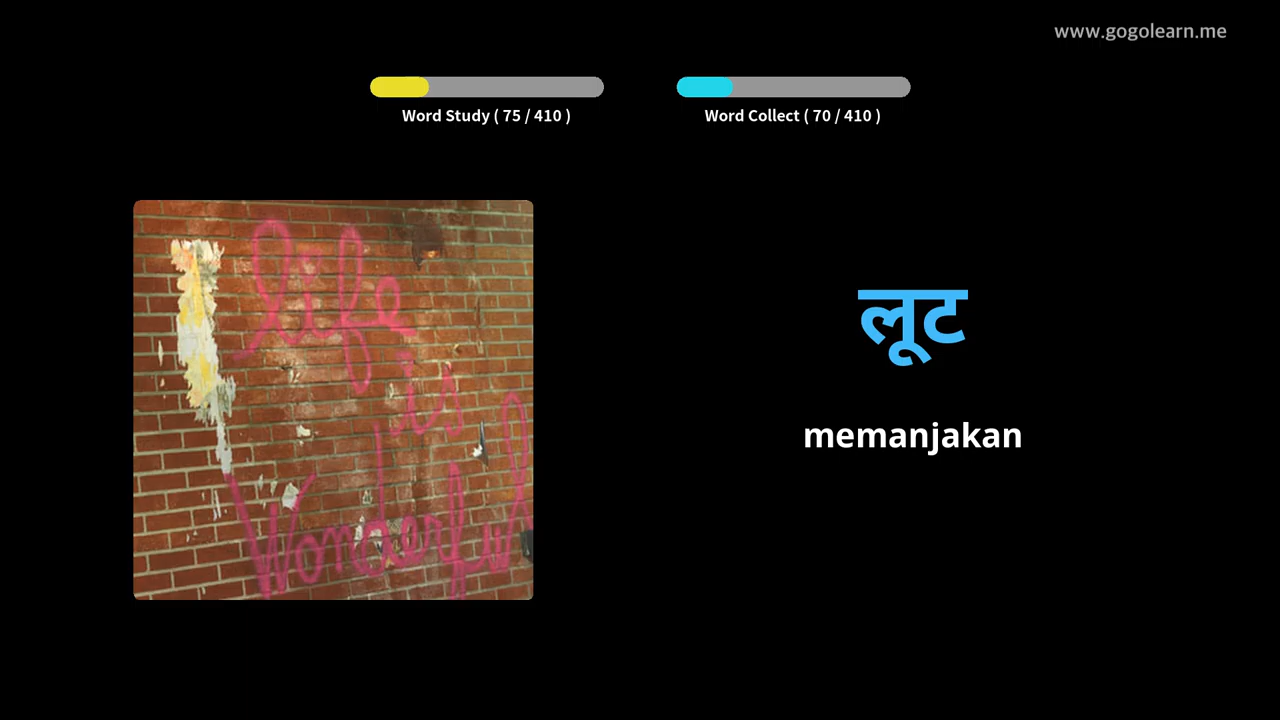 www.gogolearn.me
Word Study ( 75 / 410 )
Word Collect ( 70 / 410 )
life
is
Wonderful
लूट
memanjakan